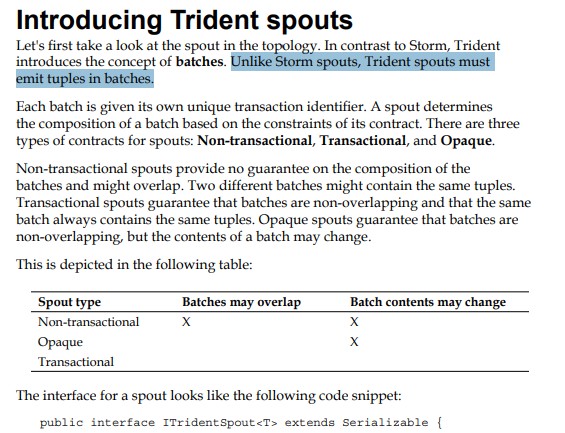 Introducing Trident spouts
Let's first take a look at the spout in the topology. In contrast to Storm, Trident
introduces the concept of batches. Unlike Storm spouts, Trident spouts must
emit tuples in batches.
Each batch is given its own unique transaction identifier. A spout determines
the composition of a batch based on the constraints of its contract. There are three
types of contracts for spouts: Non-transactional, Transactional, and Opaque.
Non-transactional spouts provide no guarantee on the composition of the
batches and might overlap. Two different batches might contain the same tuples.
Transactional spouts guarantee that batches are non-overlapping and that the same
batch always contains the same tuples. Opaque spouts guarantee that batches are
non-overlapping, but the contents of a batch may change.
This is depicted in the following table:
Spout type Batches may overlap Batch contents may change
Non-transactional X X
Opaque X
Transactional
The interface for a spout looks like the following code snippet:
public interface ITridentSpout<T> extends Serializable {